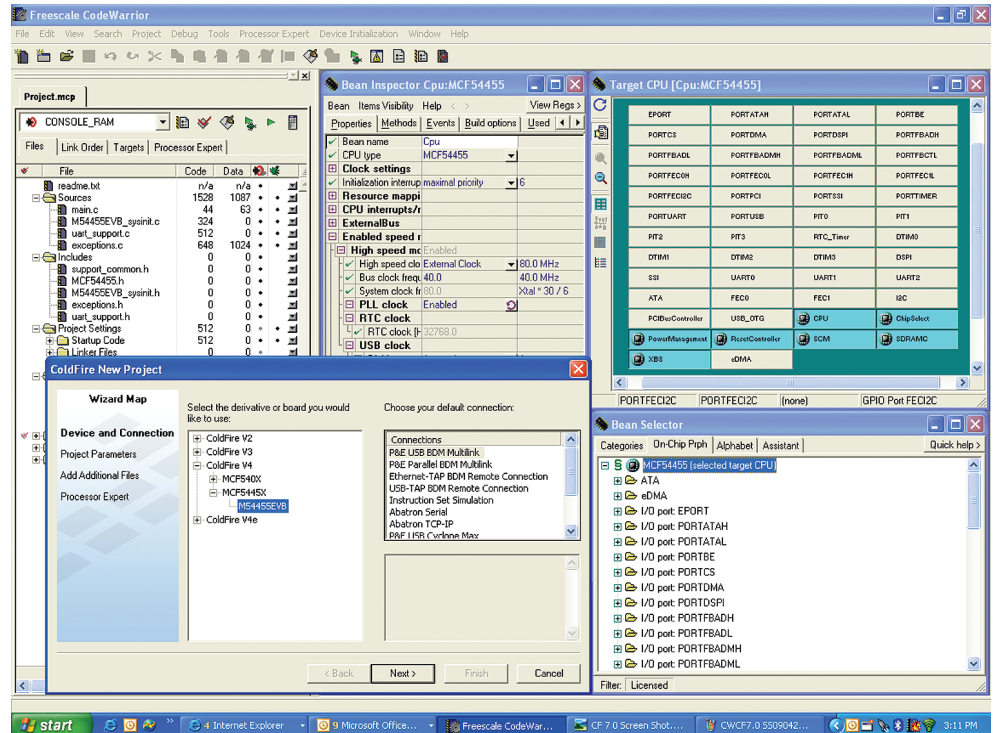 Freescale CodeWarrior
File Edit View Search Project Debug Tools Processor Expert Device Initialization Window Help
Project.mcp
CONSOLE_RAM
Files Link Order Targets Processor Expert
File Code Data
readme.txt n/a n/a
Sources 1528 1087
main.c 44 63
M54455EVB_sysinit.c 324 0
uart_support.c 512 0
exceptions.c 648 1024
Includes 0 0
support_common.h 0 0
MCF54455.h 0 0
M54455EVB_sysinit.h 0 0
exceptions.h 0 0
uart_support.h 0 0
Project Settings 512 0
Startup Code 512 0
Linker Files 0 0
Bean Inspector Cpu:MCF54455
Bean Items Visibility Help < > View Regs >
Properties Methods Events Build options Used
Bean name Cpu
CPU type MCF54455
Clock settings
Initialization interrup maximal priority 6
Resource mappi
CPU interrupts/r
ExternalBus
Enabled speed r
High speed mo Enabled
High speed clo External Clock 80.0 MHz
Bus clock frequ 40.0 40.0 MHz
System clock fr 80.0 Xtal * 30 / 6
PLL clock Enabled
RTC clock
RTC clock [H 32768.0
USB clock
Target CPU [Cpu:MCF54455]
EPORT PORTATAH PORTATAL PORTBE
PORTCS PORTDMA PORTDSPI PORTFBADH
PORTFBADL PORTFBADMH PORTFBADML PORTFBCTL
PORTFEC0H PORTFEC0L PORTFEC1H PORTFEC1L
PORTFECI2C PORTPCI PORTSSI PORTTIMER
PORTUART PORTUSB PIT0 PIT1
PIT2 PIT3 RTC_Timer DTIM0
DTIM1 DTIM2 DTIM3 DSPI
SSI UART0 UART1 UART2
ATA FEC0 FEC1 I2C
PCIBusController USB_OTG CPU ChipSelect
PowerManagement ResetController SCM SDRAMC
XBS eDMA
PORTFECI2C PORTFECI2C (none) GPIO Port FECI2C
ColdFire New Project
Wizard Map
Device and Connection
Project Parameters
Add Additional Files
Processor Expert
Select the derivative or board you would
like to use:
ColdFire V2
ColdFire V3
ColdFire V4
MCF540X
MCF5445X
M54455EVB
ColdFire V4e
Choose your default connection:
Connections
P&E USB BDM Multilink
P&E Parallel BDM Multilink
Ethernet-TAP BDM Remote Connection
USB-TAP BDM Remote Connection
Instruction Set Simulation
Abatron Serial
Abatron TCP-IP
P&E USB Cyclone Max
< Back Next > Finish Cancel
Bean Selector
Categories On-Chip Prph Alphabet Assistant Quick help >
MCF54455 (selected target CPU)
ATA
eDMA
I/O port: EPORT
I/O port: PORTATAH
I/O port: PORTATAL
I/O port: PORTBE
I/O port: PORTCS
I/O port: PORTDMA
I/O port: PORTDSPI
I/O port: PORTFBADH
I/O port: PORTFBADL
I/O port: PORTFBADMH
I/O port: PORTFBADML
Filter: Licensed
start 4 Internet Explorer 9 Microsoft Office... Freescale CodeWar... CF 7 0 Screen Shot.... CWCF7.0 SS09042... 3:11 PM